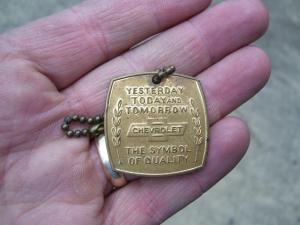 YESTERDAY
TODAY AND
TOMORROW
CHEVROLET
THE SYMBOL
OF QUALITY